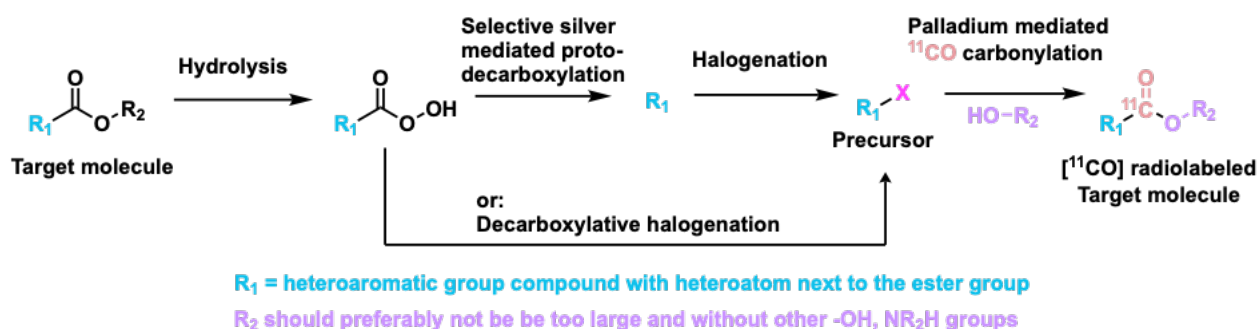 Hydrolysis
Selective silver
mediated proto-
decarboxylation
Halogenation
Palladium mediated
¹¹CO carbonylation
O
R₁
O
R₂
O
R₁
O
OH
R₁
R₁
X
HO-R₂
O
R₁
¹¹C
O
R₂
Target molecule
Precursor
[¹¹CO] radiolabeled
Target molecule
or:
Decarboxylative halogenation
R₁ = heteroaromatic group compound with heteroatom next to the ester group
R₂ should preferably not be be too large and without other -OH, NR₂H groups